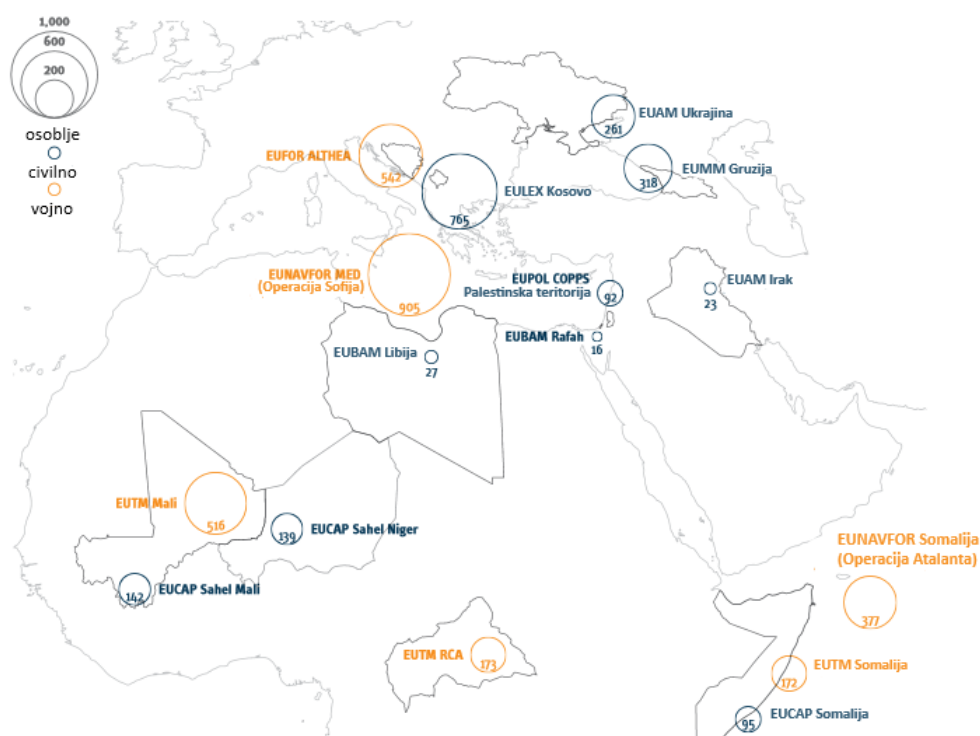 1,000
600
200
osoblje
civilno
vojno
EUAM Ukrajina
261
EUFOR ALTHEA
542
EUMM Gruzija
318
EULEX Kosovo
765
EUNAVFOR MED
(Operacija Sofija)
905
EUPOL COPPS
Palestinska teritorija
92
EUAM Irak
23
EUBAM Rafah
16
EUBAM Libija
27
EUTM Mali
516
EUCAP Sahel Niger
139
EUCAP Sahel Mali
142
EUNAVFOR Somalija
(Operacija Atalanta)
377
EUTM RCA
173
EUTM Somalija
172
EUCAP Somalija
95